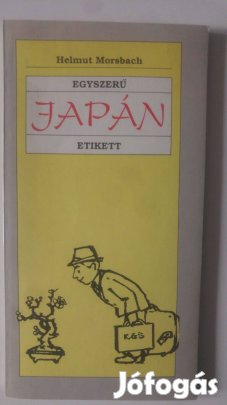 Helmut Morsbach
EGYSZERŰ
JAPÁN
ETIKETT
K&S
Jófogás